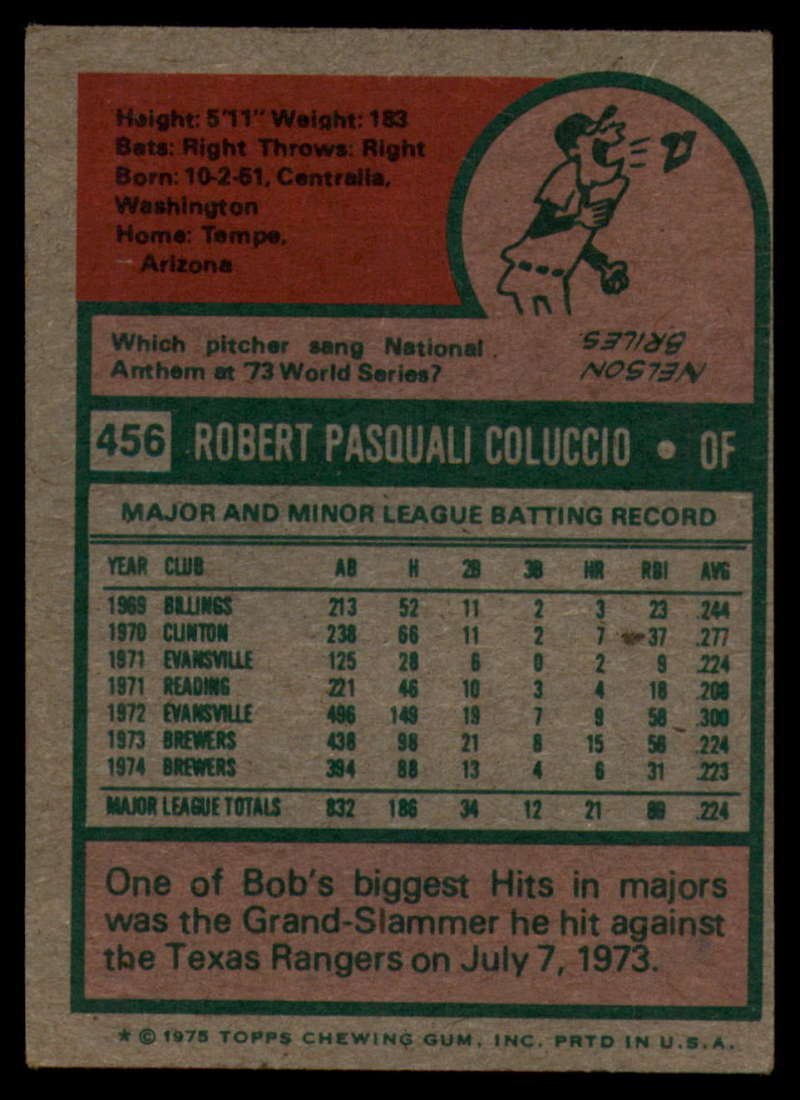 Height: 5'11" Weight: 183
Bats: Right Throws: Right
Born: 10-2-51, Centralia,
Washington
Home: Tempe,
Arizona
Which pitcher sang National
Anthem at '73 World Series?
NELSON
BRILES.
456 ROBERT PASQUALI COLUCCIO • OF
MAJOR AND MINOR LEAGUE BATTING RECORD
YEAR CLUB AB H 2B 3B HR RBI AVG
1969 BILLINGS 213 52 11 2 3 23 .244
1970 CLINTON 238 66 11 2 7 37 .277
1971 EVANSVILLE 125 28 6 0 2 9 .224
1971 READING 221 46 10 3 4 18 .208
1972 EVANSVILLE 496 149 19 7 9 58 .300
1973 BREWERS 438 98 21 8 15 58 .224
1974 BREWERS 394 88 13 4 6 31 .223
MAJOR LEAGUE TOTALS 832 186 34 12 21 89 .224
One of Bob's biggest Hits in majors
was the Grand-Slammer he hit against
the Texas Rangers on July 7, 1973.
* © 1975 TOPPS CHEWING GUM, INC. PRTD IN U.S.A.